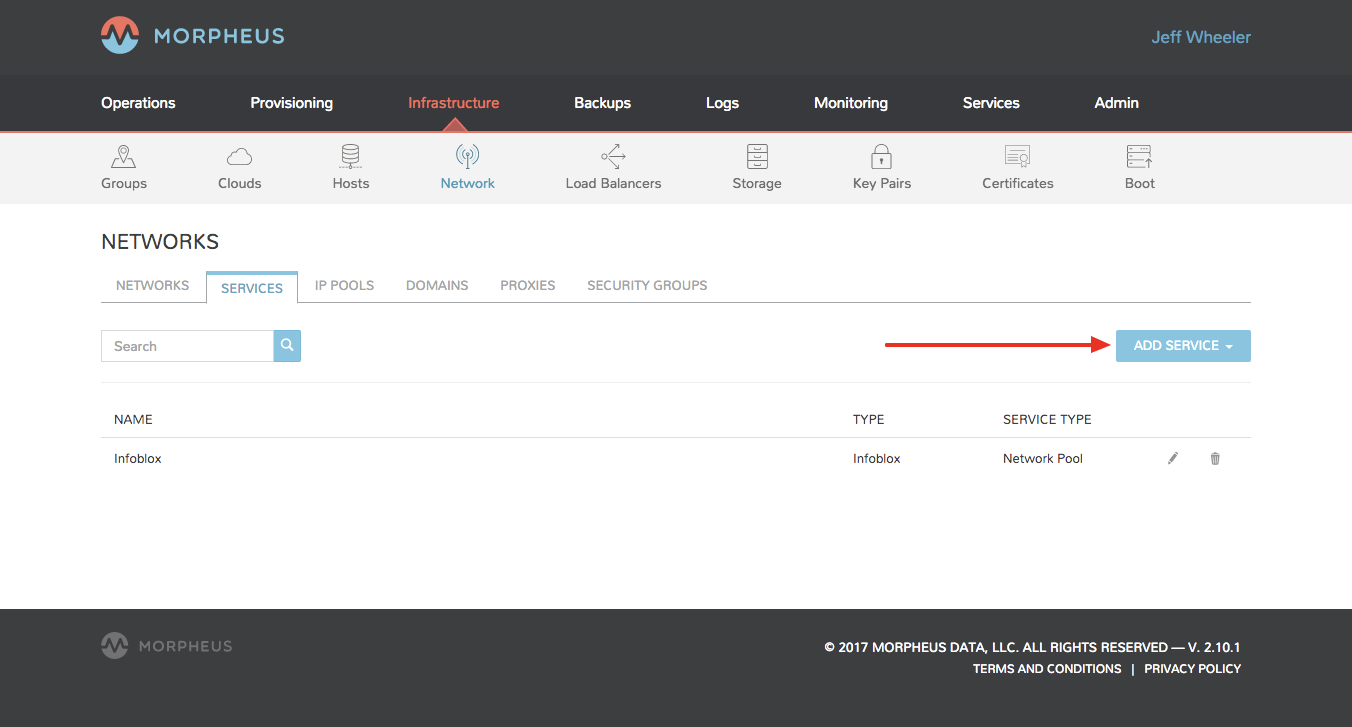 MORPHEUS
Jeff Wheeler
Operations Provisioning Infrastructure Backups Logs Monitoring Services Admin
Groups Clouds Hosts Network Load Balancers Storage Key Pairs Certificates Boot
NETWORKS
NETWORKS SERVICES IP POOLS DOMAINS PROXIES SECURITY GROUPS
Search ADD SERVICE
NAME TYPE SERVICE TYPE
Infoblox Infoblox Network Pool
MORPHEUS
© 2017 MORPHEUS DATA, LLC. ALL RIGHTS RESERVED — V. 2.10.1
TERMS AND CONDITIONS | PRIVACY POLICY